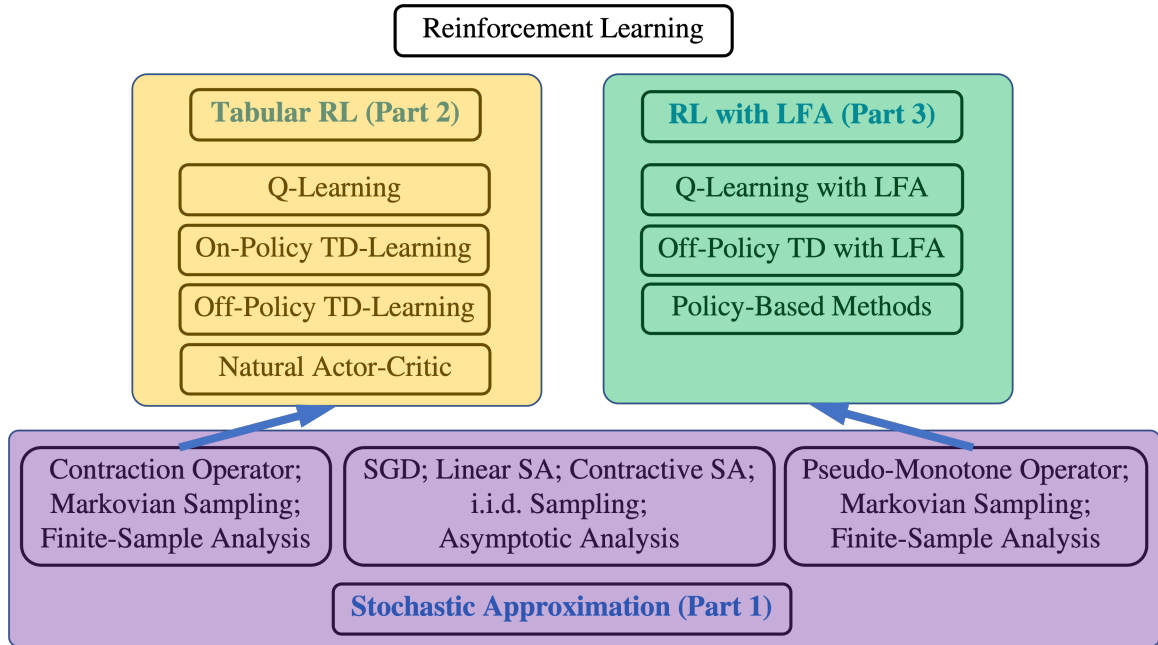 Reinforcement Learning
Tabular RL (Part 2)
Q-Learning
On-Policy TD-Learning
Off-Policy TD-Learning
Natural Actor-Critic
RL with LFA (Part 3)
Q-Learning with LFA
Off-Policy TD with LFA
Policy-Based Methods
Contraction Operator;
Markovian Sampling;
Finite-Sample Analysis
SGD; Linear SA; Contractive SA;
i.i.d. Sampling;
Asymptotic Analysis
Pseudo-Monotone Operator;
Markovian Sampling;
Finite-Sample Analysis
Stochastic Approximation (Part 1)